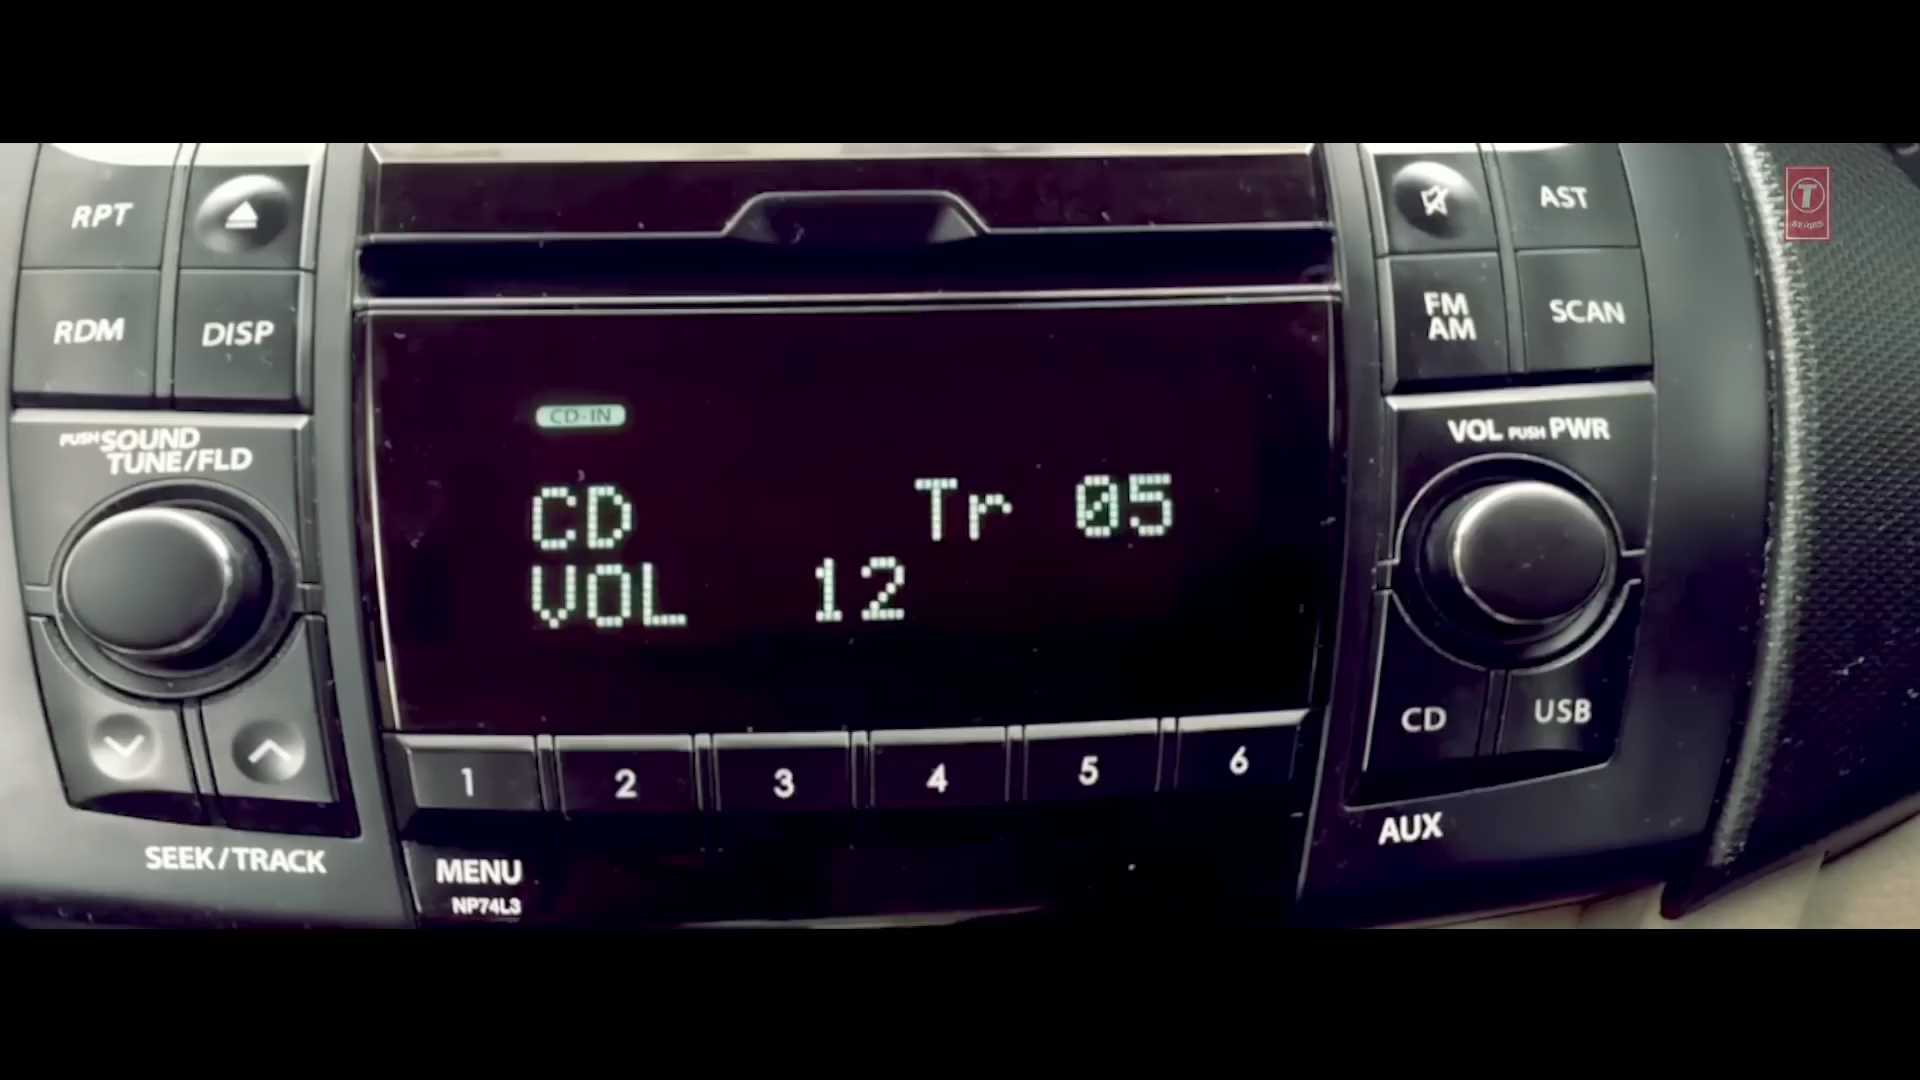 RPT
RDM
DISP
PUSH SOUND
TUNE/FLD
SEEK/TRACK
CD-IN
CD Tr 05
VOL 12
1 2 3 4 5 6
MENU
NP74L3
AST
FM
AM
SCAN
VOL PUSH PWR
CD
USB
AUX
T
SERIES